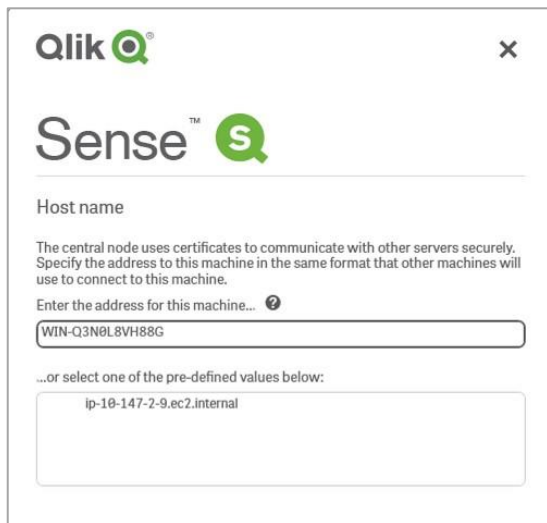 Qlik Q®
×
Sense™ S
Host name
The central node uses certificates to communicate with other servers securely.
Specify the address to this machine in the same format that other machines will
use to connect to this machine.
Enter the address for this machine... ?
WIN-Q3N0L8VH88G
...or select one of the pre-defined values below:
ip-10-147-2-9.ec2.internal